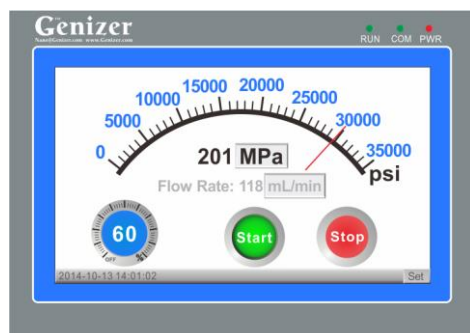 Genizer
Nano@Genizer.com www.Genizer.com
RUN COM PWR
0 5000 10000 15000 20000 25000 30000 35000
psi
201 MPa
Flow Rate: 118 mL/min
60
OFF
Start
Stop
2014-10-13 14:01:02
Set